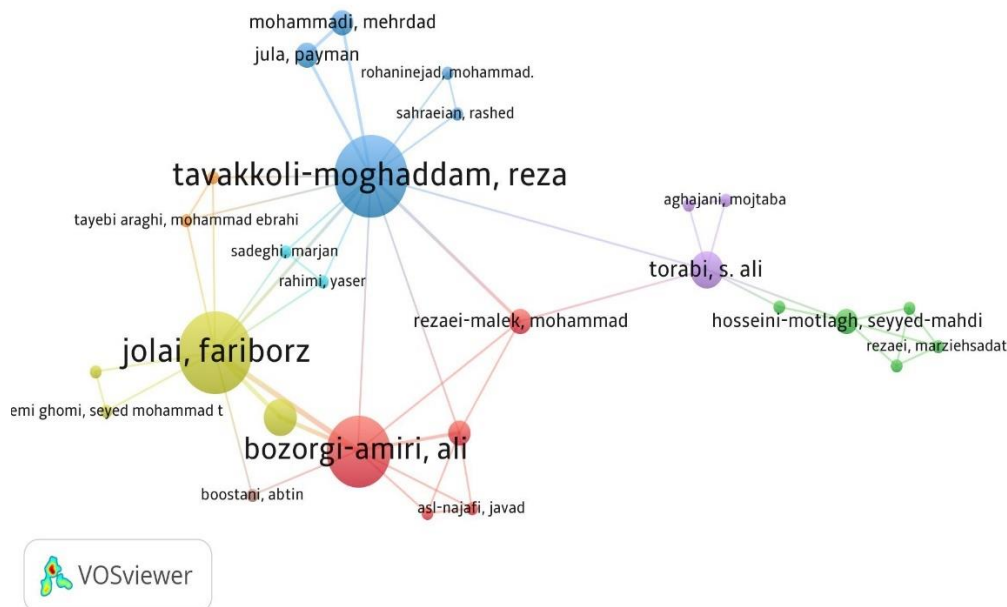 mohammadi, mehrdad
jula, payman
rohaninejad, mohammad.
sahraeian, rashed
tavakkoli-moghaddam, reza
aghajani, mojtaba
tayebi araghi, mohammad ebrahi
sadeghi, marjan
torabi, s. ali
rahimi, yaser
rezaei-malek, mohammad
hosseini-motlagh, seyyed-mahdi
rezaei, marziehsadat
jolai, fariborz
emi ghomi, seyed mohammad t
bozorgi-amiri, ali
boostani, abtin
asl-najafi, javad
VOSviewer